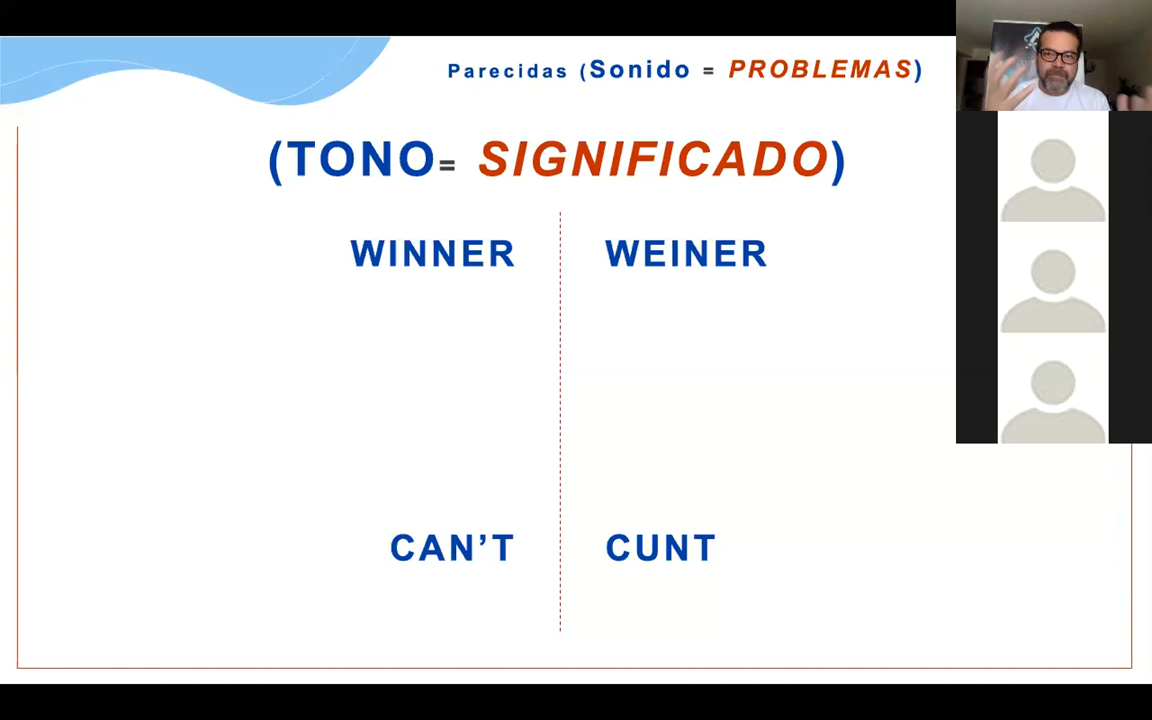 Parecidas (Sonido = PROBLEMAS)
(TONO= SIGNIFICADO)
WINNER WEINER
CAN’T CUNT